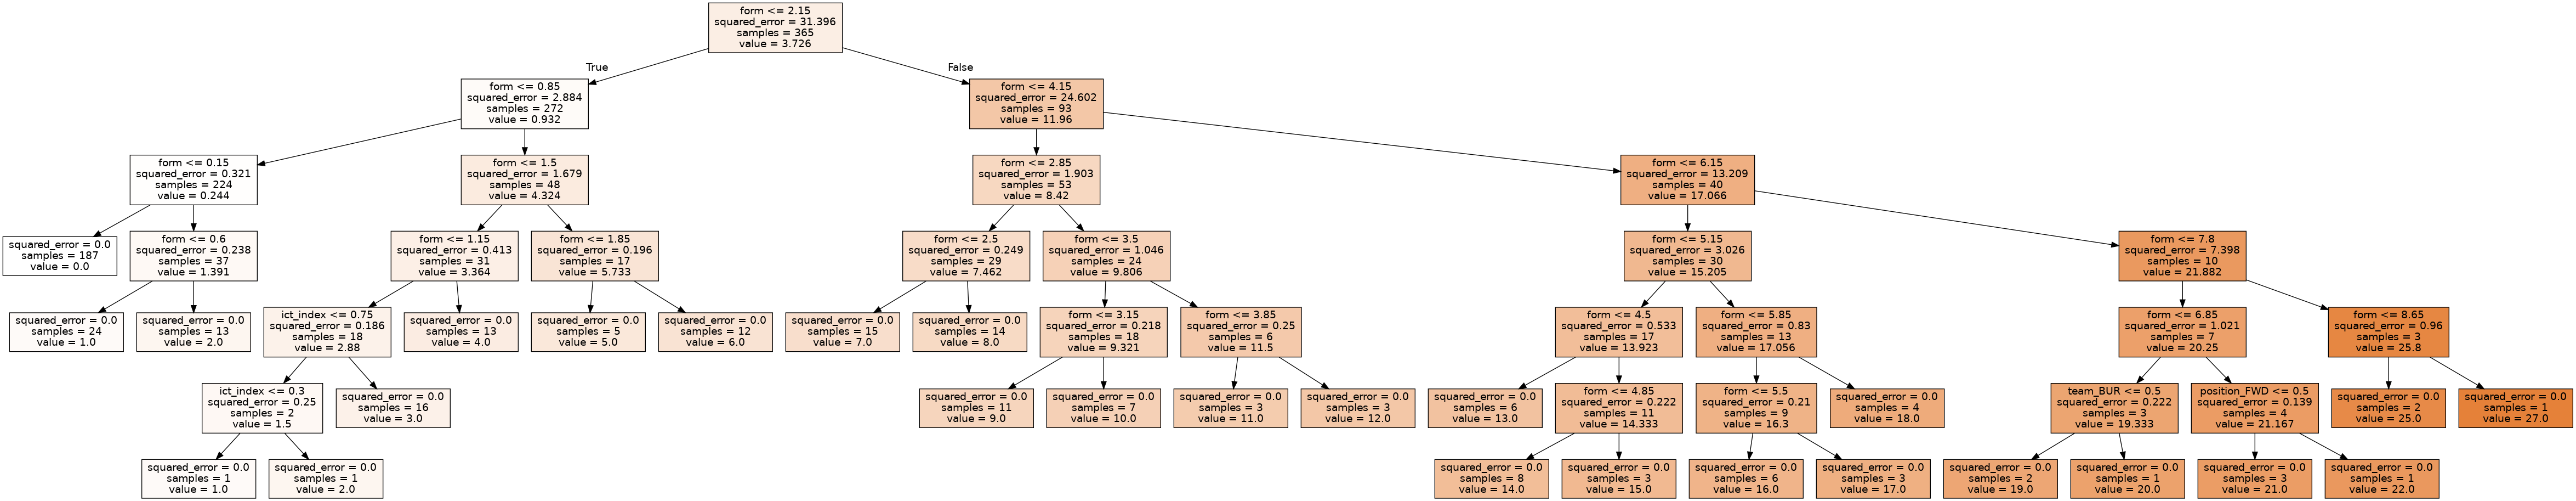 form <= 2.15
squared_error = 31.396
samples = 365
value = 3.726
True
False
form <= 0.85
squared_error = 2.884
samples = 272
value = 0.932
form <= 4.15
squared_error = 24.602
samples = 93
value = 11.96
form <= 0.15
squared_error = 0.321
samples = 224
value = 0.244
form <= 1.5
squared_error = 1.679
samples = 48
value = 4.324
form <= 2.85
squared_error = 1.903
samples = 53
value = 8.42
form <= 6.15
squared_error = 13.209
samples = 40
value = 17.066
squared_error = 0.0
samples = 187
value = 0.0
form <= 0.6
squared_error = 0.238
samples = 37
value = 1.391
form <= 1.15
squared_error = 0.413
samples = 31
value = 3.364
form <= 1.85
squared_error = 0.196
samples = 17
value = 5.733
form <= 2.5
squared_error = 0.249
samples = 29
value = 7.462
form <= 3.5
squared_error = 1.046
samples = 24
value = 9.806
form <= 5.15
squared_error = 3.026
samples = 30
value = 15.205
form <= 7.8
squared_error = 7.398
samples = 10
value = 21.882
squared_error = 0.0
samples = 24
value = 1.0
squared_error = 0.0
samples = 13
value = 2.0
ict_index <= 0.75
squared_error = 0.186
samples = 18
value = 2.88
squared_error = 0.0
samples = 13
value = 4.0
squared_error = 0.0
samples = 5
value = 5.0
squared_error = 0.0
samples = 12
value = 6.0
squared_error = 0.0
samples = 15
value = 7.0
squared_error = 0.0
samples = 14
value = 8.0
form <= 3.15
squared_error = 0.218
samples = 18
value = 9.321
form <= 3.85
squared_error = 0.25
samples = 6
value = 11.5
form <= 4.5
squared_error = 0.533
samples = 17
value = 13.923
form <= 5.85
squared_error = 0.83
samples = 13
value = 17.056
form <= 6.85
squared_error = 1.021
samples = 7
value = 20.25
form <= 8.65
squared_error = 0.96
samples = 3
value = 25.8
ict_index <= 0.3
squared_error = 0.25
samples = 2
value = 1.5
squared_error = 0.0
samples = 16
value = 3.0
squared_error = 0.0
samples = 11
value = 9.0
squared_error = 0.0
samples = 7
value = 10.0
squared_error = 0.0
samples = 3
value = 11.0
squared_error = 0.0
samples = 3
value = 12.0
squared_error = 0.0
samples = 6
value = 13.0
form <= 4.85
squared_error = 0.222
samples = 11
value = 14.333
form <= 5.5
squared_error = 0.21
samples = 9
value = 16.3
squared_error = 0.0
samples = 4
value = 18.0
team_BUR <= 0.5
squared_error = 0.222
samples = 3
value = 19.333
position_FWD <= 0.5
squared_error = 0.139
samples = 4
value = 21.167
squared_error = 0.0
samples = 2
value = 25.0
squared_error = 0.0
samples = 1
value = 27.0
squared_error = 0.0
samples = 1
value = 1.0
squared_error = 0.0
samples = 1
value = 2.0
squared_error = 0.0
samples = 8
value = 14.0
squared_error = 0.0
samples = 3
value = 15.0
squared_error = 0.0
samples = 6
value = 16.0
squared_error = 0.0
samples = 3
value = 17.0
squared_error = 0.0
samples = 2
value = 19.0
squared_error = 0.0
samples = 1
value = 20.0
squared_error = 0.0
samples = 3
value = 21.0
squared_error = 0.0
samples = 1
value = 22.0